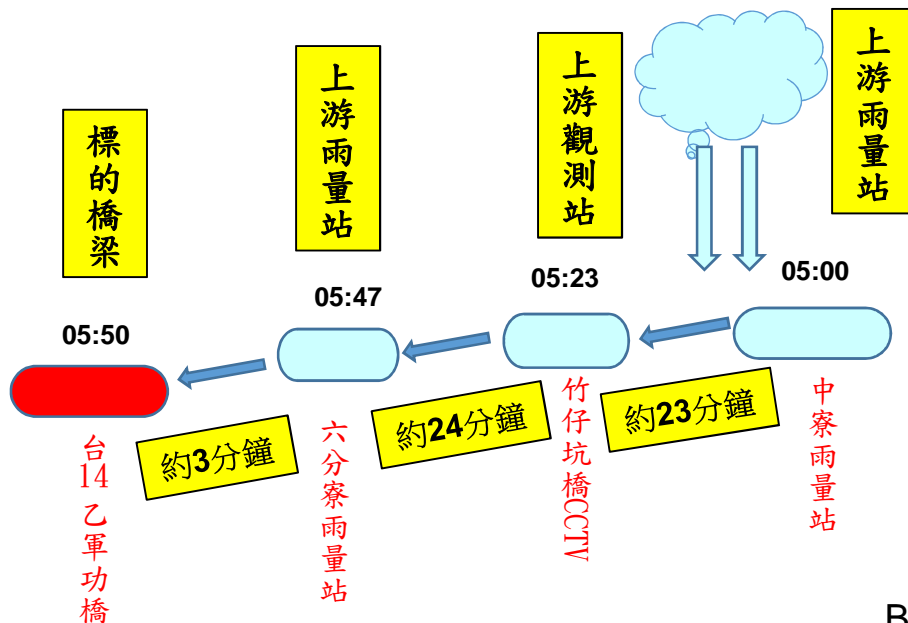 標的橋梁
上游雨量站
上游觀測站
上游雨量站
05:50
05:47
05:23
05:00
約3分鐘
約24分鐘
約23分鐘
台14乙軍功橋
六分寮雨量站
竹仔坑橋CCTV
中寮雨量站
B